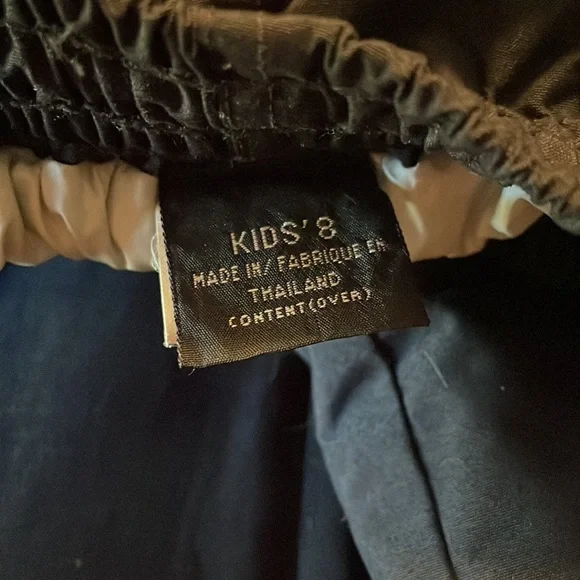 KIDS' 8
MADE IN/ FABRIQUE EN
THAILAND
CONTENT(OVER)